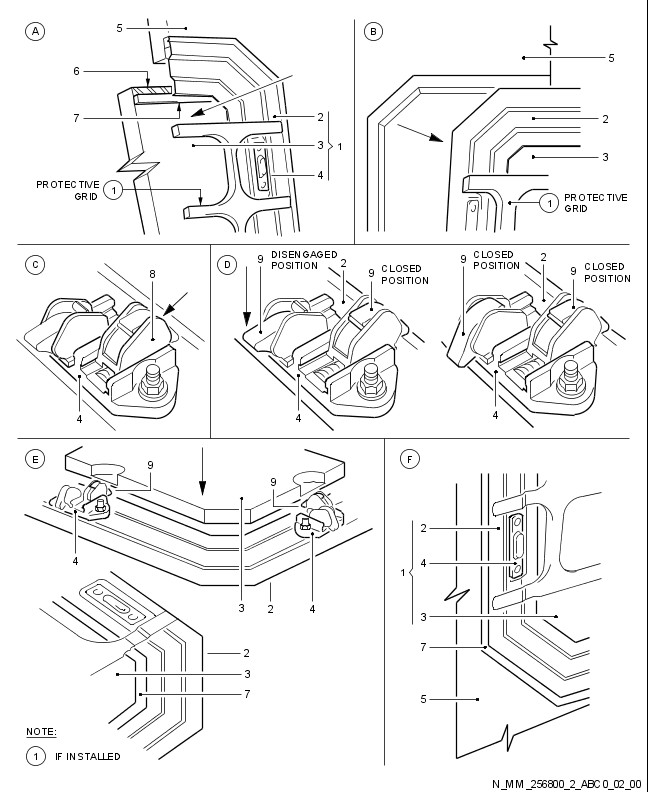 A
5
6
7
2
3
1
4
PROTECTIVE
GRID
1
B
5
2
3
1
PROTECTIVE
GRID
C
8
4
D
9
DISENGAGED
POSITION
2
9
CLOSED
POSITION
4
9
CLOSED
POSITION
2
9
CLOSED
POSITION
4
E
9
9
4
3
2
4
2
3
7
NOTE:
1 IF INSTALLED
F
2
4
1
3
7
5
N_MM_256800_2_ABC0_02_00